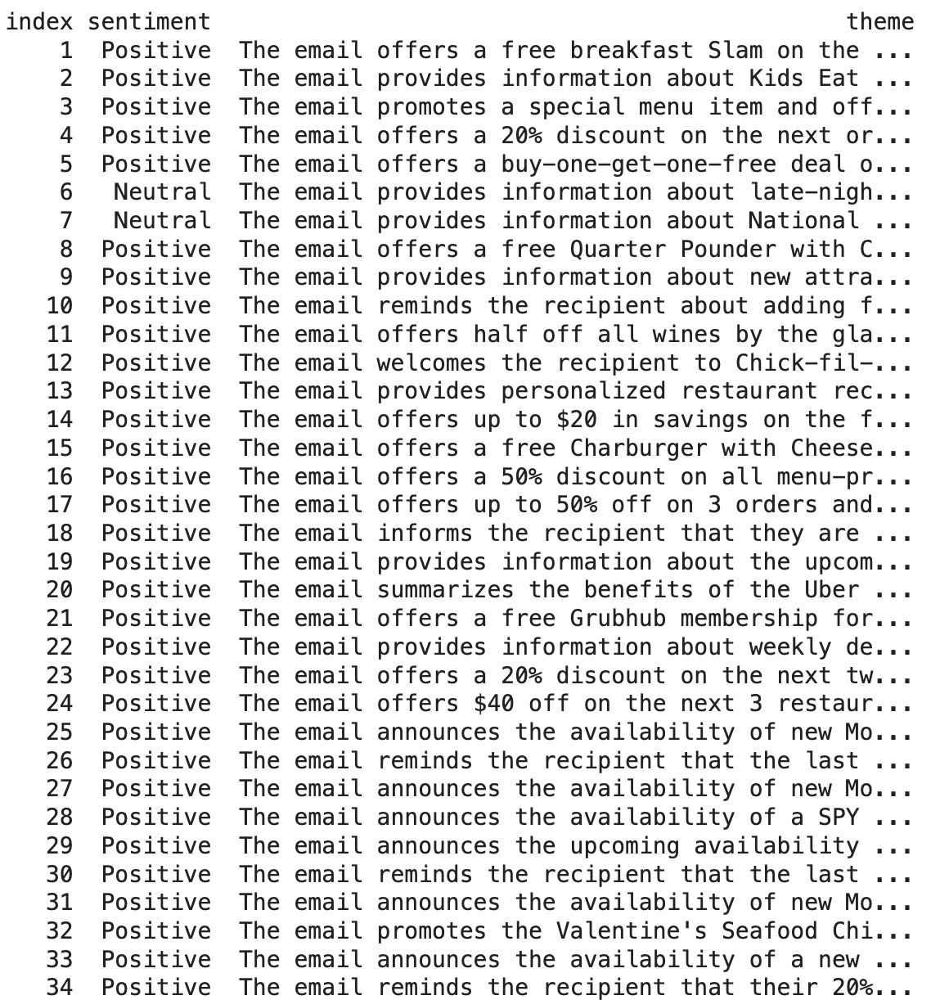 index sentiment theme
1 Positive The email offers a free breakfast Slam on the ...
2 Positive The email provides information about Kids Eat ...
3 Positive The email promotes a special menu item and off...
4 Positive The email offers a 20% discount on the next or...
5 Positive The email offers a buy-one-get-one-free deal o...
6 Neutral The email provides information about late-nigh...
7 Neutral The email provides information about National ...
8 Positive The email offers a free Quarter Pounder with C...
9 Positive The email provides information about new attra...
10 Positive The email reminds the recipient about adding f...
11 Positive The email offers half off all wines by the gla...
12 Positive The email welcomes the recipient to Chick-fil-...
13 Positive The email provides personalized restaurant rec...
14 Positive The email offers up to $20 in savings on the f...
15 Positive The email offers a free Charburger with Cheese...
16 Positive The email offers a 50% discount on all menu-pr...
17 Positive The email offers up to 50% off on 3 orders and...
18 Positive The email informs the recipient that they are ...
19 Positive The email provides information about the upcom...
20 Positive The email summarizes the benefits of the Uber ...
21 Positive The email offers a free Grubhub membership for...
22 Positive The email provides information about weekly de...
23 Positive The email offers a 20% discount on the next tw...
24 Positive The email offers $40 off on the next 3 restaur...
25 Positive The email announces the availability of new Mo...
26 Positive The email reminds the recipient that the last ...
27 Positive The email announces the availability of new Mo...
28 Positive The email announces the availability of a SPY ...
29 Positive The email announces the upcoming availability ...
30 Positive The email reminds the recipient that the last ...
31 Positive The email announces the availability of new Mo...
32 Positive The email promotes the Valentine's Seafood Chi...
33 Positive The email announces the availability of a new ...
34 Positive The email reminds the recipient that their 20%...